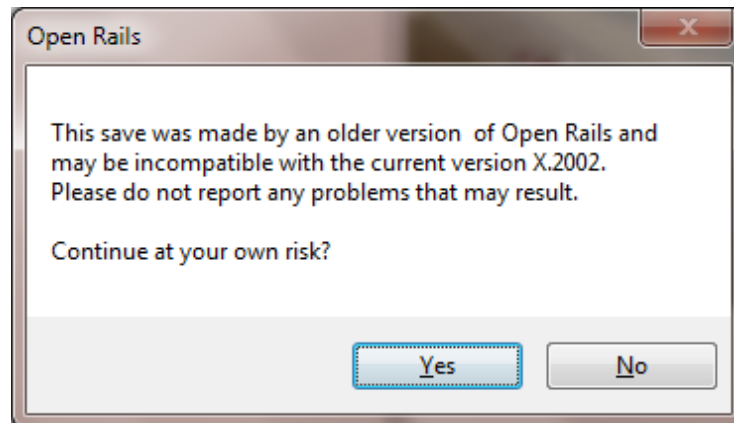 Open Rails
This save was made by an older version  of Open Rails and
may be incompatible with the current version X.2002.
Please do not report any problems that may result.
Continue at your own risk?
Yes
No